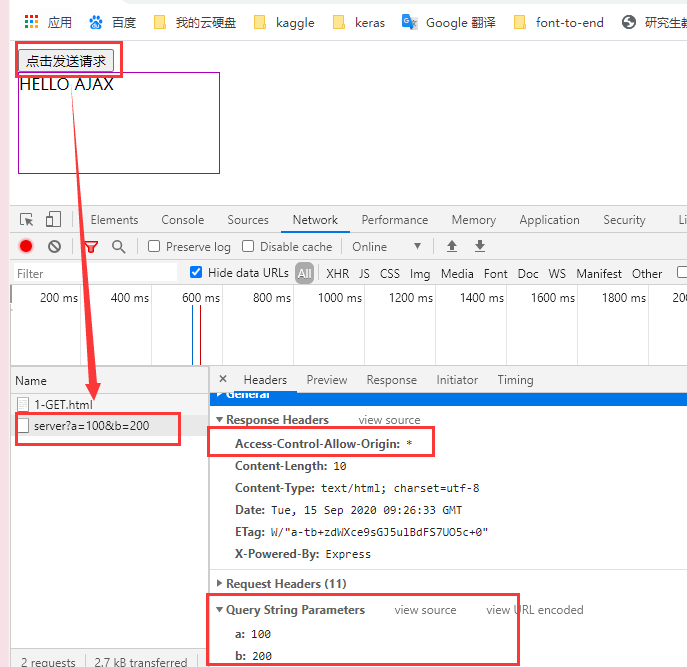 应用 百度 我的云硬盘 kaggle keras Google 翻译 font-to-end 研究生
点击发送请求
HELLO AJAX
Elements Console Sources Network Performance Memory Application Security Li
Preserve log Disable cache Online
Filter Hide data URLs All XHR JS CSS Img Media Font Doc WS Manifest Other
200 ms 400 ms 600 ms 800 ms 1000 ms 1200 ms 1400 ms 1600 ms 1800 ms 200
Name Headers Preview Response Initiator Timing
General
1-GET.html
Response Headers view source
server?a=100&b=200
Access-Control-Allow-Origin: *
Content-Length: 10
Content-Type: text/html; charset=utf-8
Date: Tue, 15 Sep 2020 09:26:33 GMT
ETag: W/"a-tb+zdWXce9sGJ5ulBdFS7UO5c+0"
X-Powered-By: Express
Request Headers (11)
Query String Parameters view source view URL encoded
a: 100
b: 200
2 requests 2.7 kB transferred